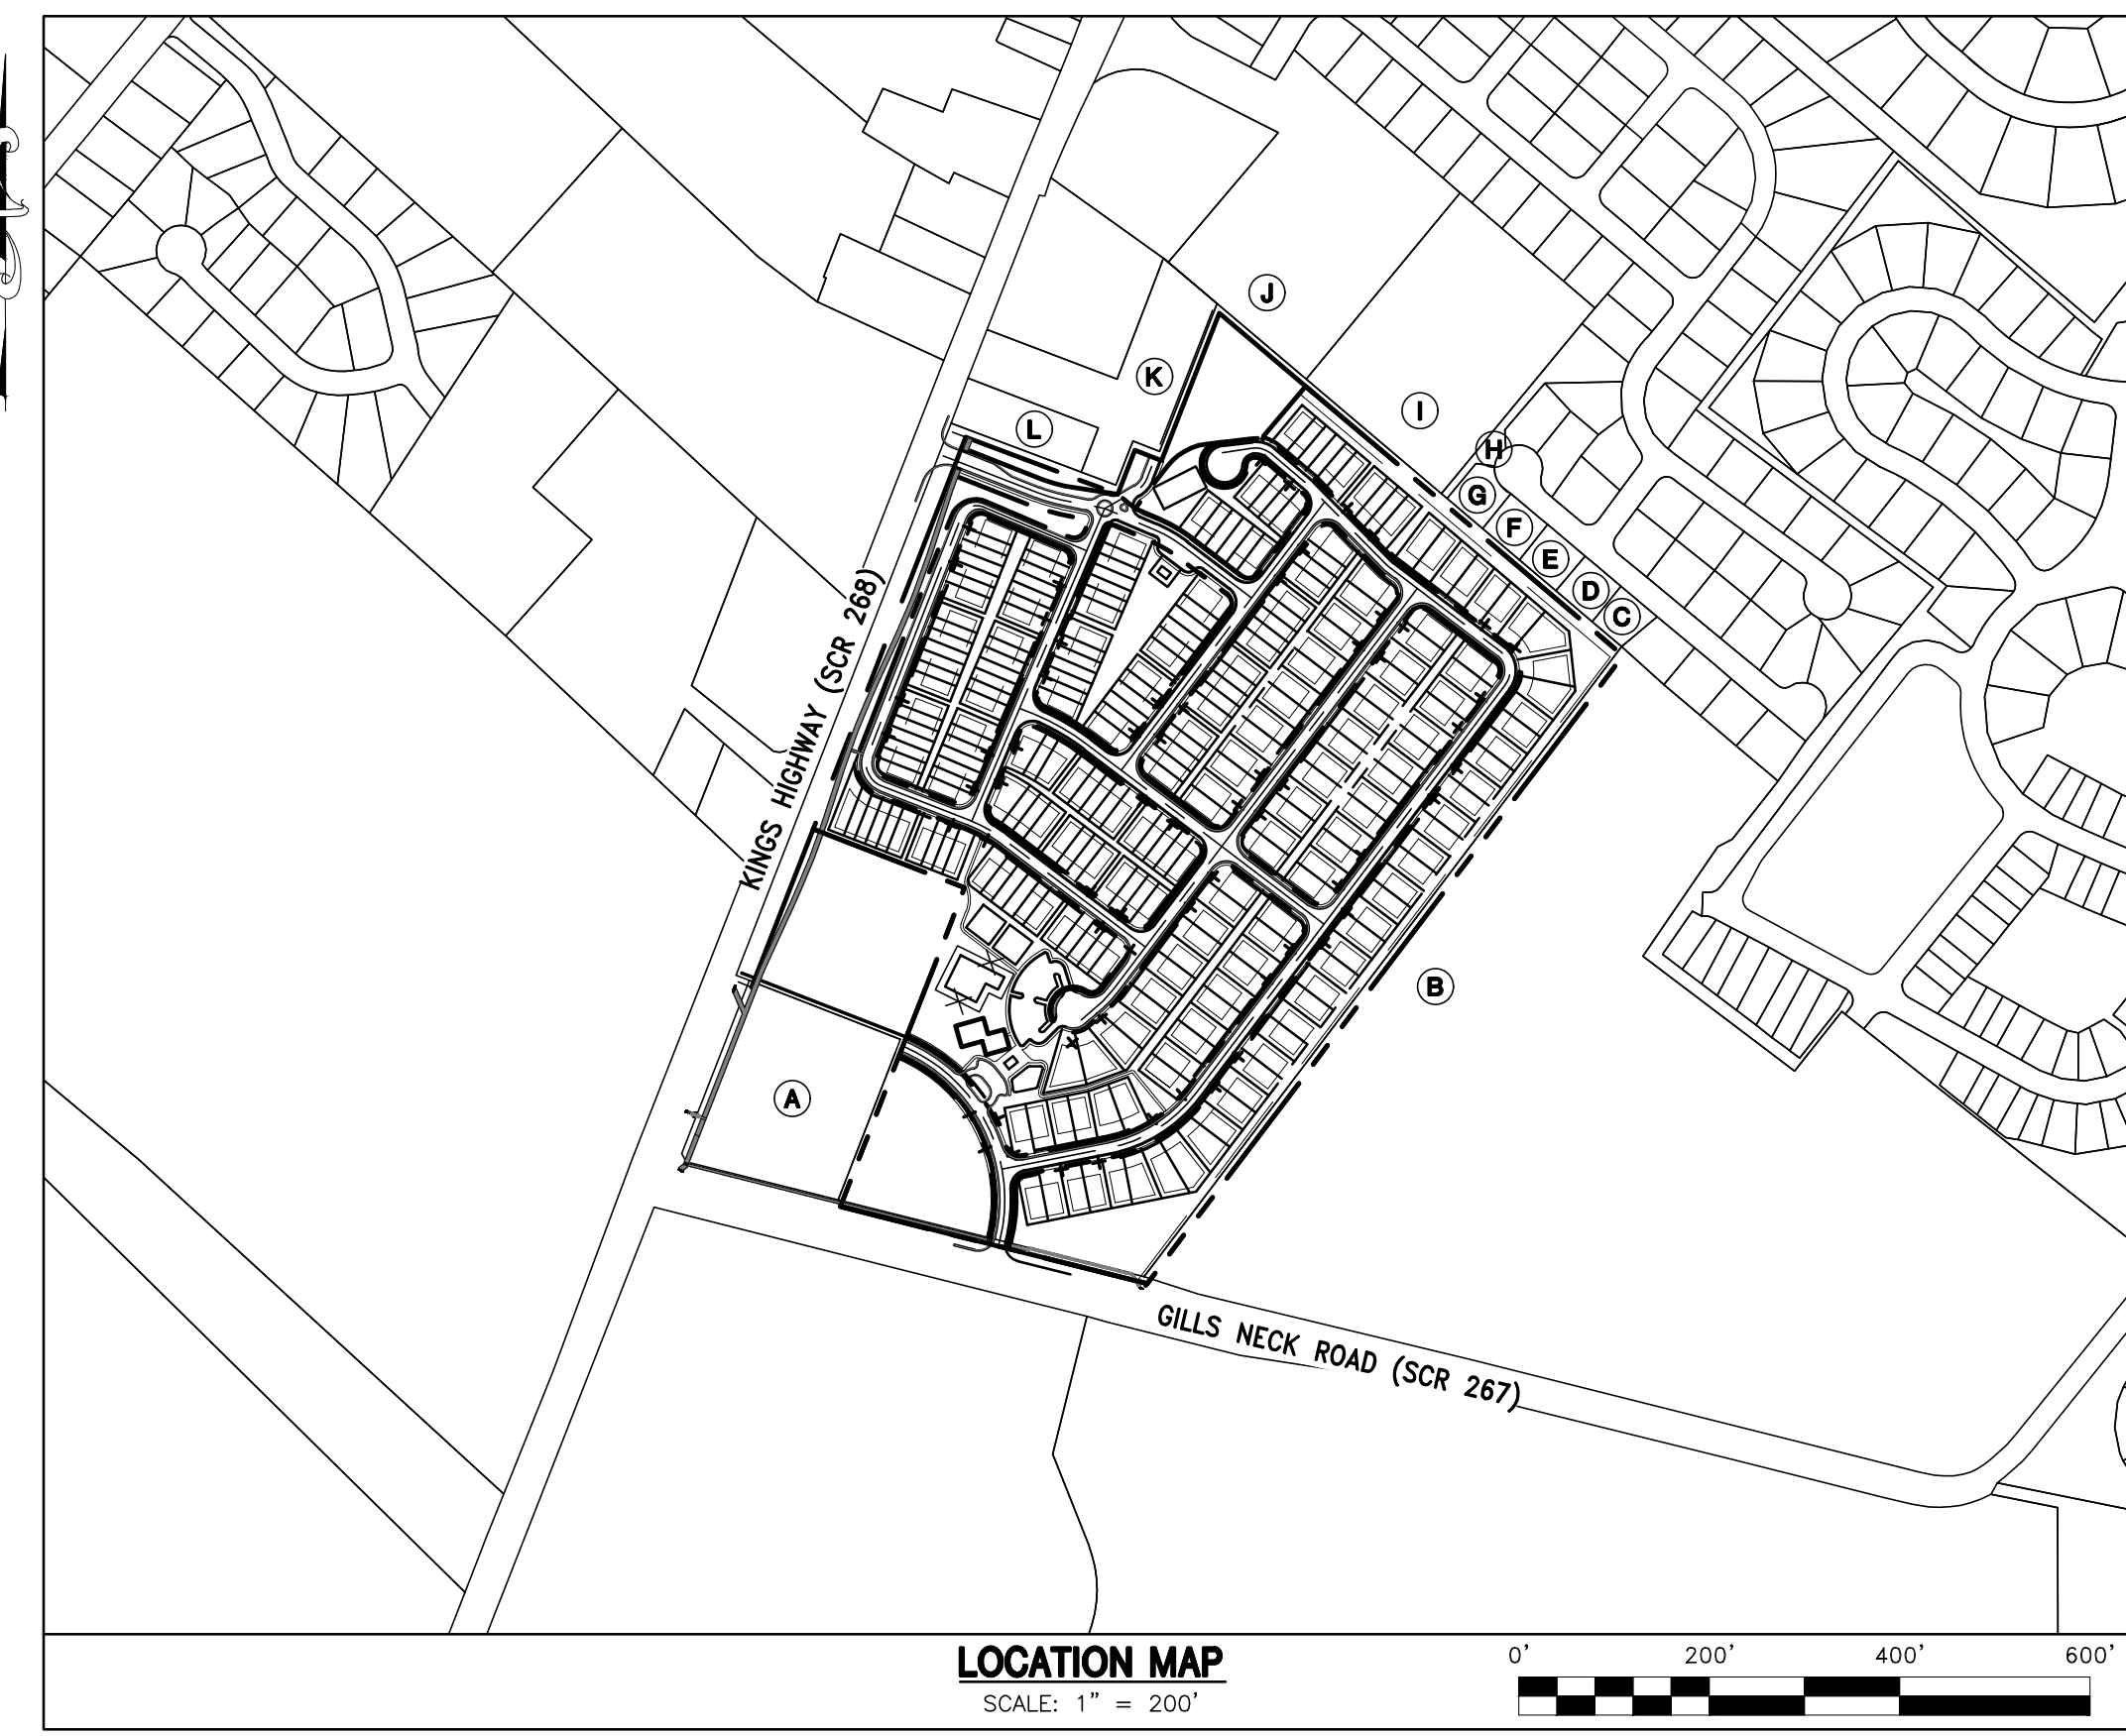 J
K
I
L
H
G
F
E
D
C
KINGS HIGHWAY (SCR 268)
B
A
GILLS NECK ROAD (SCR 267)
LOCATION MAP
SCALE: 1" = 200'
0' 200' 400' 600'